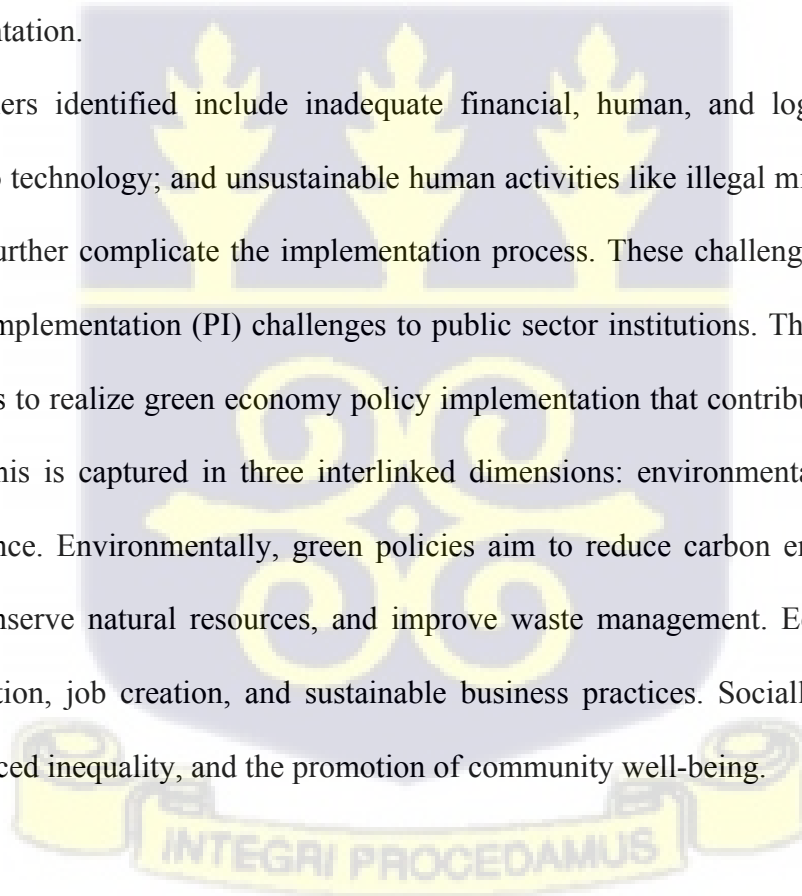 ntation.
ers identified include inadequate financial, human, and log
technology; and unsustainable human activities like illegal mi
urther complicate the implementation process. These challeng
mplementation (PI) challenges to public sector institutions. Th
s to realize green economy policy implementation that contribu
his is captured in three interlinked dimensions: environmenta
nce. Environmentally, green policies aim to reduce carbon er
nserve natural resources, and improve waste management. E
tion, job creation, and sustainable business practices. Sociall
ced inequality, and the promotion of community well-being.
INTEGRI PROCEDAMUS